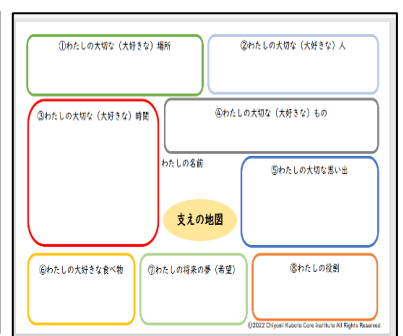 ①わたしの大切な（大好きな）場所
②わたしの大切な（大好きな）人
③わたしの大切な（大好きな）時間
④わたしの大切な（大好きな）もの
わたしの名前
⑤わたしの大切な思い出
支えの地図
⑥わたしの大好きな食べ物
⑦わたしの将来の夢（希望）
⑧わたしの役割
©2022 Chiyomi Kubota Care Institute All Rights Reserved